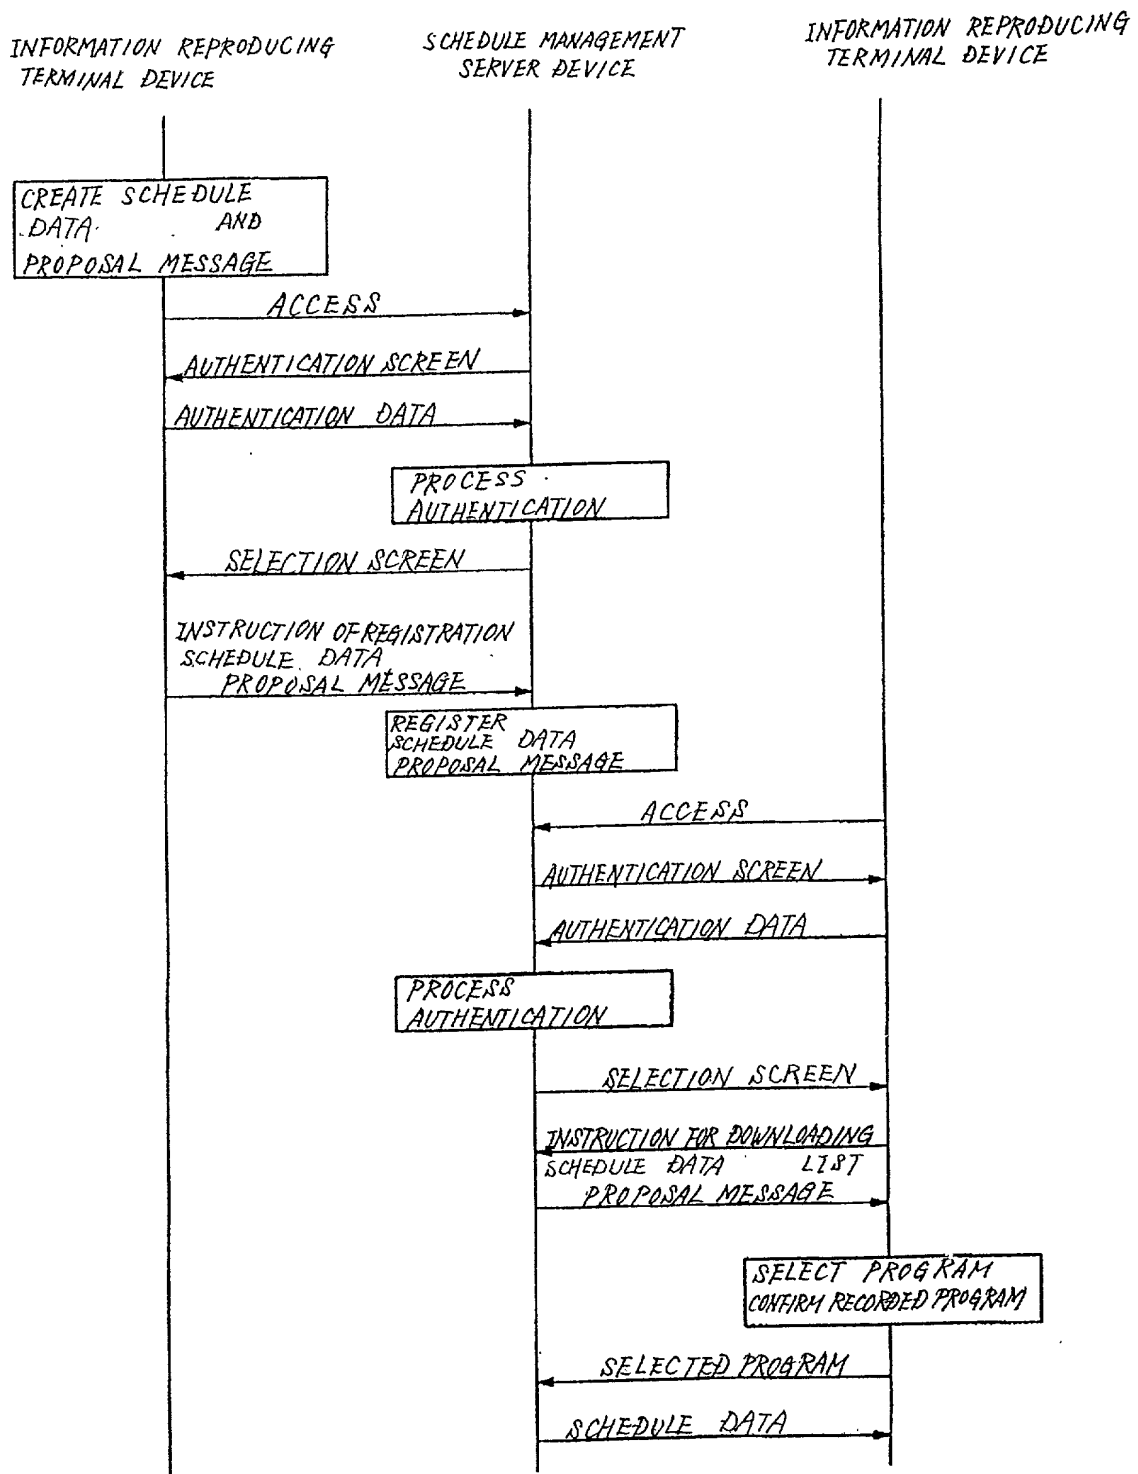 INFORMATION REPRODUCING
TERMINAL DEVICE
SCHEDULE MANAGEMENT
SERVER DEVICE
INFORMATION REPRODUCING
TERMINAL DEVICE
CREATE SCHEDULE
DATA AND
PROPOSAL MESSAGE
ACCESS
AUTHENTICATION SCREEN
AUTHENTICATION DATA
PROCESS
AUTHENTICATION
SELECTION SCREEN
INSTRUCTION OF REGISTRATION
SCHEDULE DATA
PROPOSAL MESSAGE
REGISTER
SCHEDULE DATA
PROPOSAL MESSAGE
ACCESS
AUTHENTICATION SCREEN
AUTHENTICATION DATA
PROCESS
AUTHENTICATION
SELECTION SCREEN
INSTRUCTION FOR DOWNLOADING
SCHEDULE DATA LIST
PROPOSAL MESSAGE
SELECT PROGRAM
CONFIRM RECORDED PROGRAM
SELECTED PROGRAM
SCHEDULE DATA